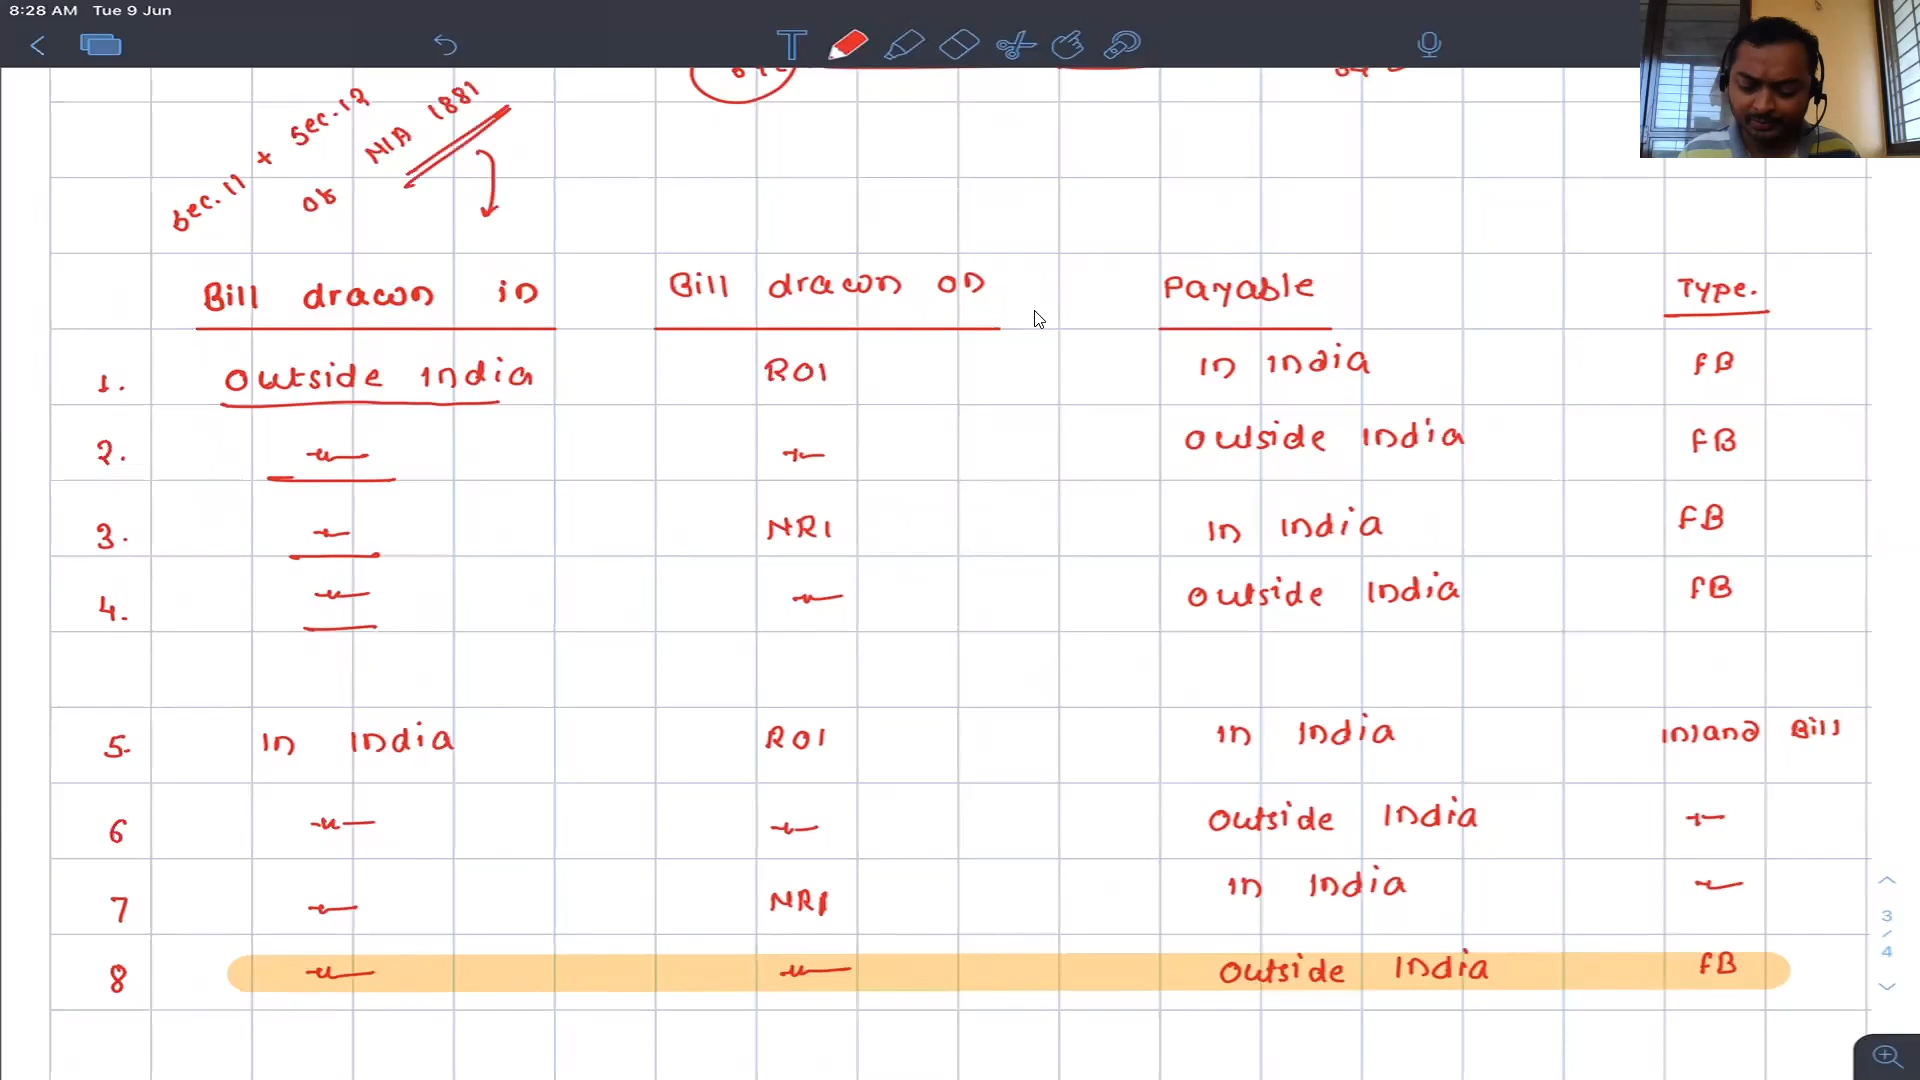 8:28 AM Tue 9 Jun
Sec. 11 + Sec. 12
of NIA 1881
Bill drawn in Bill drawn on Payable Type.
1. Outside India ROI In India FB
2. —〃— —〃— Outside India FB
3. —〃— NRI In India FB
4. —〃— —〃— Outside India FB
5. In India ROI In India Inland Bill
6 —〃— —〃— Outside India —〃—
7 —〃— NRI In India —〃—
8 —〃— —〃— Outside India FB
3
/
4